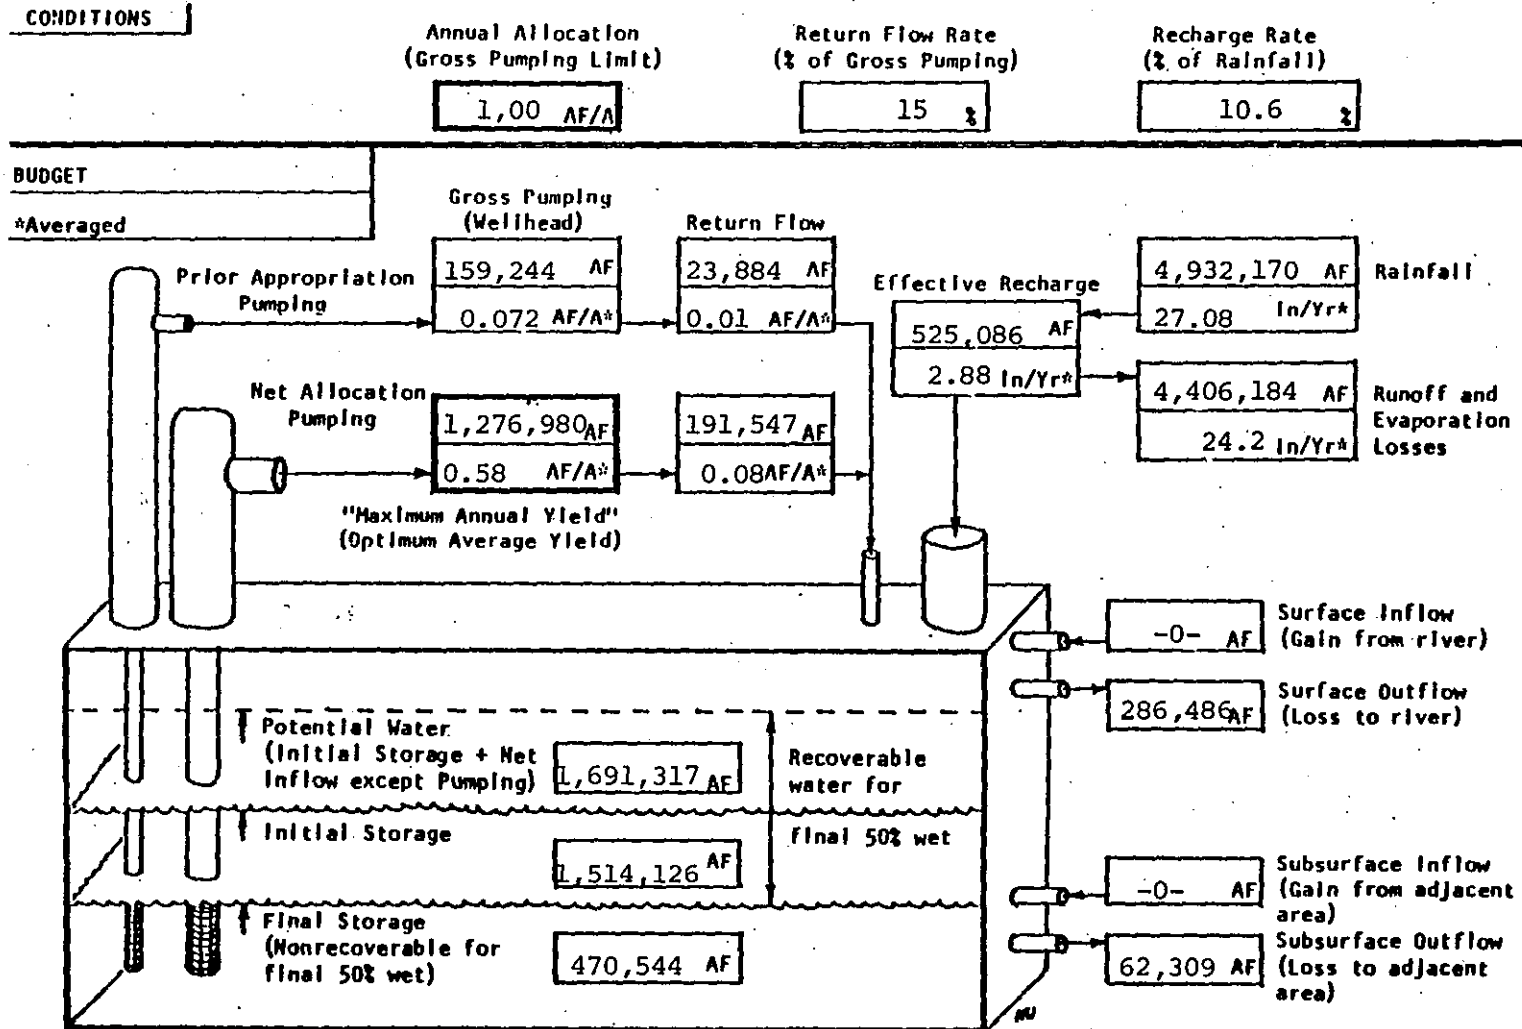 CONDITIONS
Annual Allocation
(Gross Pumping Limit)
1,00 AF/A
Return Flow Rate
(% of Gross Pumping)
15 %
Recharge Rate
(% of Rainfall)
10.6 %
BUDGET
*Averaged
Gross Pumping
(Wellhead)
Return Flow
Prior Appropriation
Pumping
159,244 AF
0.072 AF/A*
23,884 AF
0.01 AF/A*
Effective Recharge
525,086 AF
2.88 In/Yr*
4,932,170 AF
27.08 In/Yr*
Rainfall
4,406,184 AF
24.2 In/Yr*
Runoff and
Evaporation
Losses
Net Allocation
Pumping
1,276,980 AF
0.58 AF/A*
191,547 AF
0.08 AF/A*
"Maximum Annual Yield"
(Optimum Average Yield)
-0- AF
Surface Inflow
(Gain from river)
286,486 AF
Surface Outflow
(Loss to river)
Potential Water
(Initial Storage + Net
Inflow except Pumping)
1,691,317 AF
Recoverable
water for
final 50% wet
Initial Storage
1,514,126 AF
-0- AF
Subsurface Inflow
(Gain from adjacent
area)
Final Storage
(Nonrecoverable for
final 50% wet)
470,544 AF
62,309 AF
Subsurface Outflow
(Loss to adjacent
area)